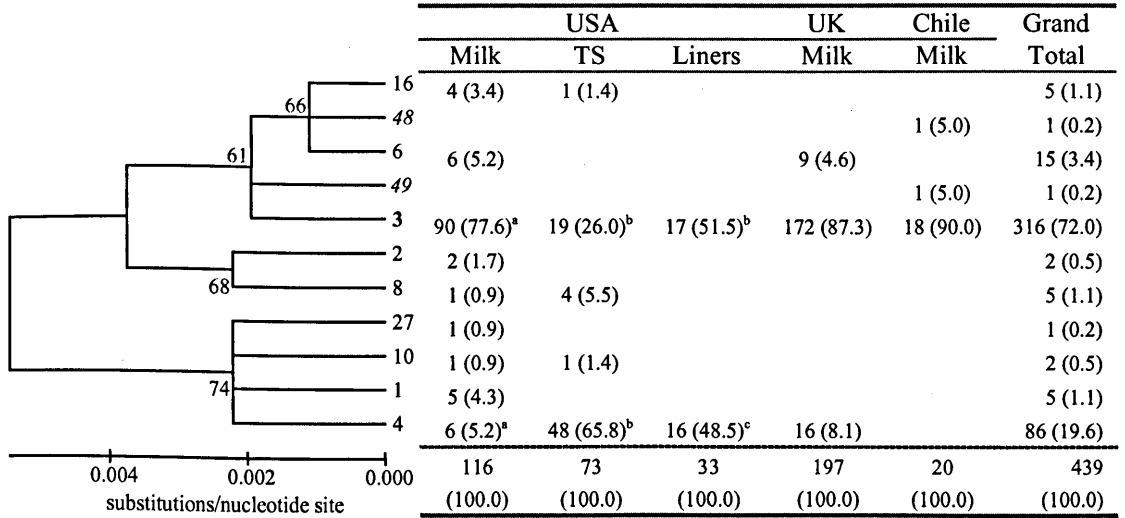 USA UK Chile Grand
Milk TS Liners Milk Milk Total
16 4 (3.4) 1 (1.4) 5 (1.1)
66
48 1 (5.0) 1 (0.2)
6 6 (5.2) 9 (4.6) 15 (3.4)
61
49 1 (5.0) 1 (0.2)
3 90 (77.6)ᵃ 19 (26.0)ᵇ 17 (51.5)ᵇ 172 (87.3) 18 (90.0) 316 (72.0)
2 2 (1.7) 2 (0.5)
68
8 1 (0.9) 4 (5.5) 5 (1.1)
27 1 (0.9) 1 (0.2)
10 1 (0.9) 1 (1.4) 2 (0.5)
74
1 5 (4.3) 5 (1.1)
4 6 (5.2)ᵃ 48 (65.8)ᵇ 16 (48.5)ᶜ 16 (8.1) 86 (19.6)
116 73 33 197 20 439
(100.0) (100.0) (100.0) (100.0) (100.0) (100.0)
0.004 0.002 0.000
substitutions/nucleotide site